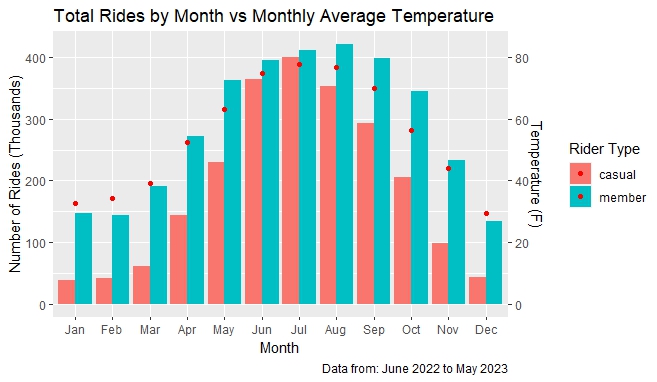 Total Rides by Month vs Monthly Average Temperature
Number of Rides (Thousands)
400
300
200
100
0
80
60
40
20
0
Temperature (F)
Jan Feb Mar Apr May Jun Jul Aug Sep Oct Nov Dec
Month
Data from: June 2022 to May 2023
Rider Type
casual
member